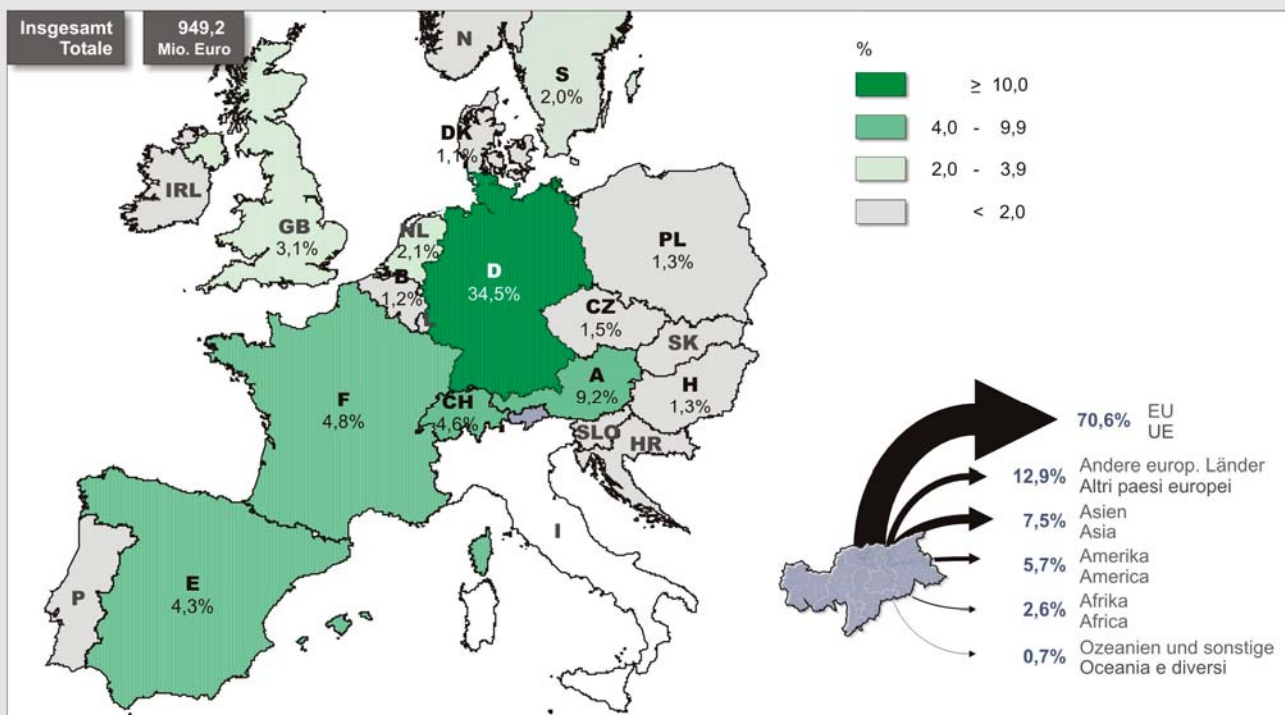 Insgesamt
Totale
949,2
Mio. Euro
N
S
2,0%
DK
1,1%
IRL
GB
3,1%
NL
2,1%
B
1,2%
L
D
34,5%
PL
1,3%
CZ
1,5%
SK
A
9,2%
H
1,3%
F
4,8%
CH
4,6%
SLO
HR
I
P
E
4,3%
%
≥ 10,0
4,0 - 9,9
2,0 - 3,9
< 2,0
70,6% EU
UE
12,9% Andere europ. Länder
Altri paesi europei
7,5% Asien
Asia
5,7% Amerika
America
2,6% Afrika
Africa
0,7% Ozeanien und sonstige
Oceania e diversi